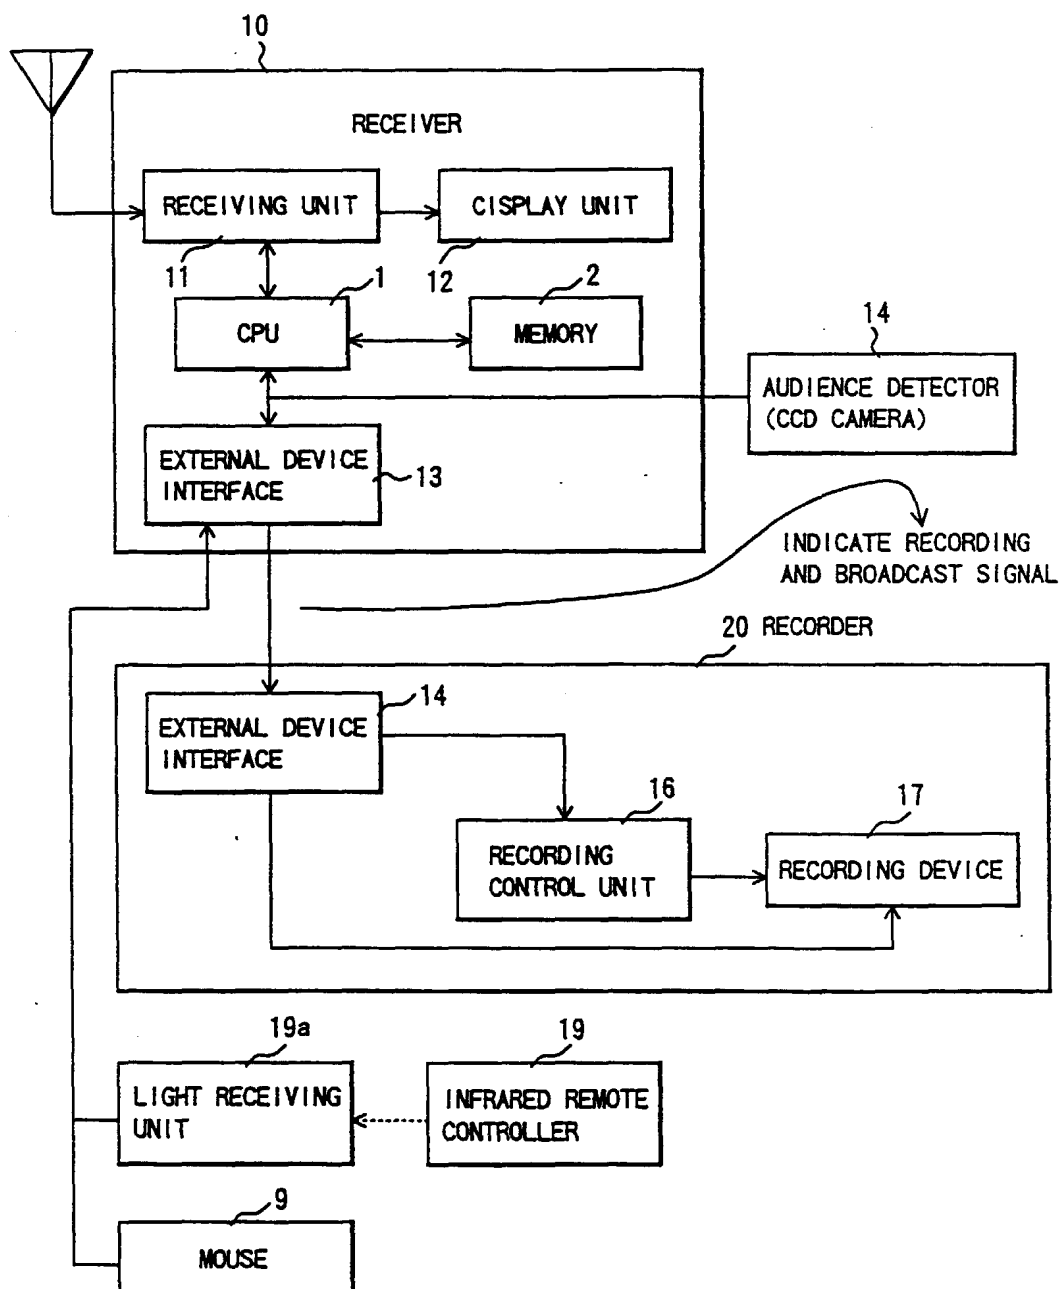 10
RECEIVER
RECEIVING UNIT
CISPLAY UNIT
11
12
1
2
CPU
MEMORY
14
AUDIENCE DETECTOR
(CCD CAMERA)
EXTERNAL DEVICE
INTERFACE
13
INDICATE RECORDING
AND BROADCAST SIGNAL
20 RECORDER
EXTERNAL DEVICE
INTERFACE
14
16
17
RECORDING
CONTROL UNIT
RECORDING DEVICE
19a
19
LIGHT RECEIVING
UNIT
INFRARED REMOTE
CONTROLLER
9
MOUSE